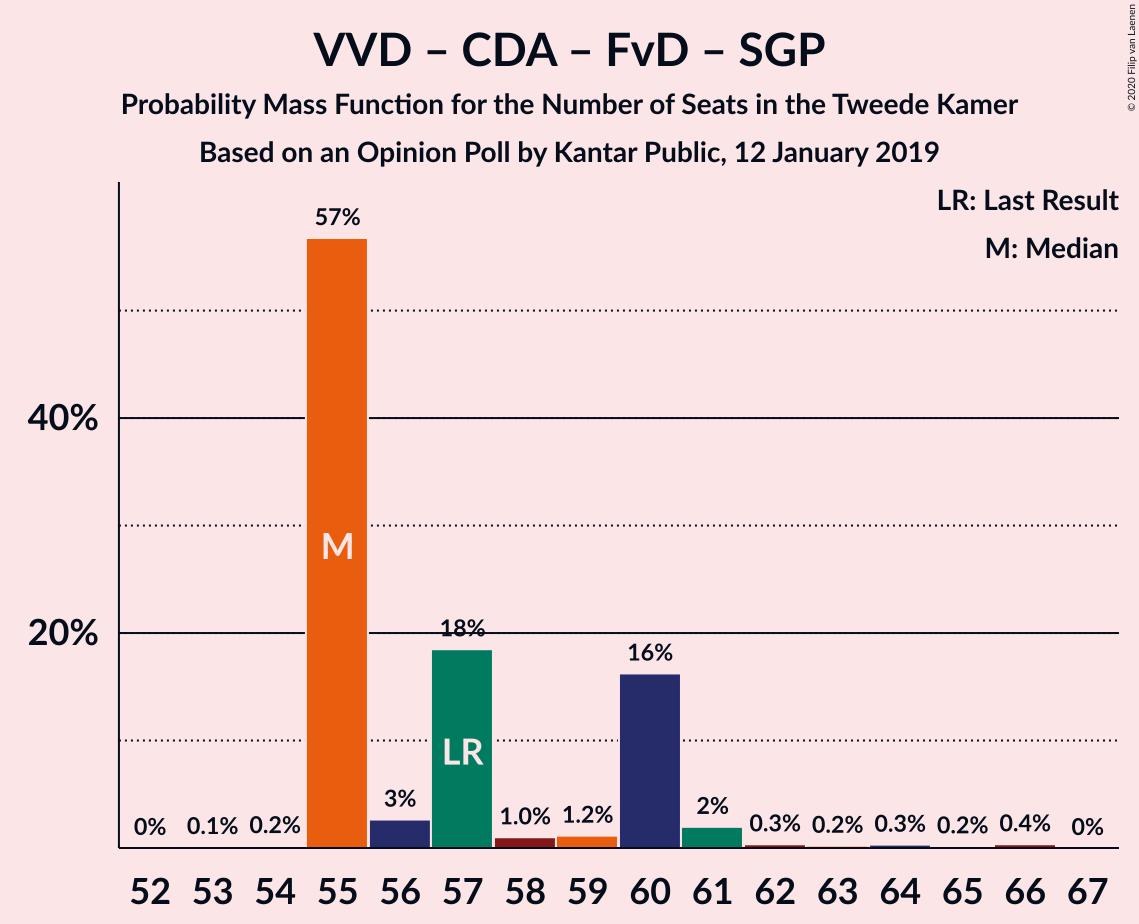 VVD – CDA – FvD – SGP
Probability Mass Function for the Number of Seats in the Tweede Kamer
Based on an Opinion Poll by Kantar Public, 12 January 2019
© 2020 Filip van Laenen
LR: Last Result
M: Median
57%
40%
M
20%
18%
16%
LR
3%
1.0%
1.2%
2%
0%
0.1%
0.2%
0.3%
0.2%
0.3%
0.2%
0.4%
0%
52 53 54 55 56 57 58 59 60 61 62 63 64 65 66 67